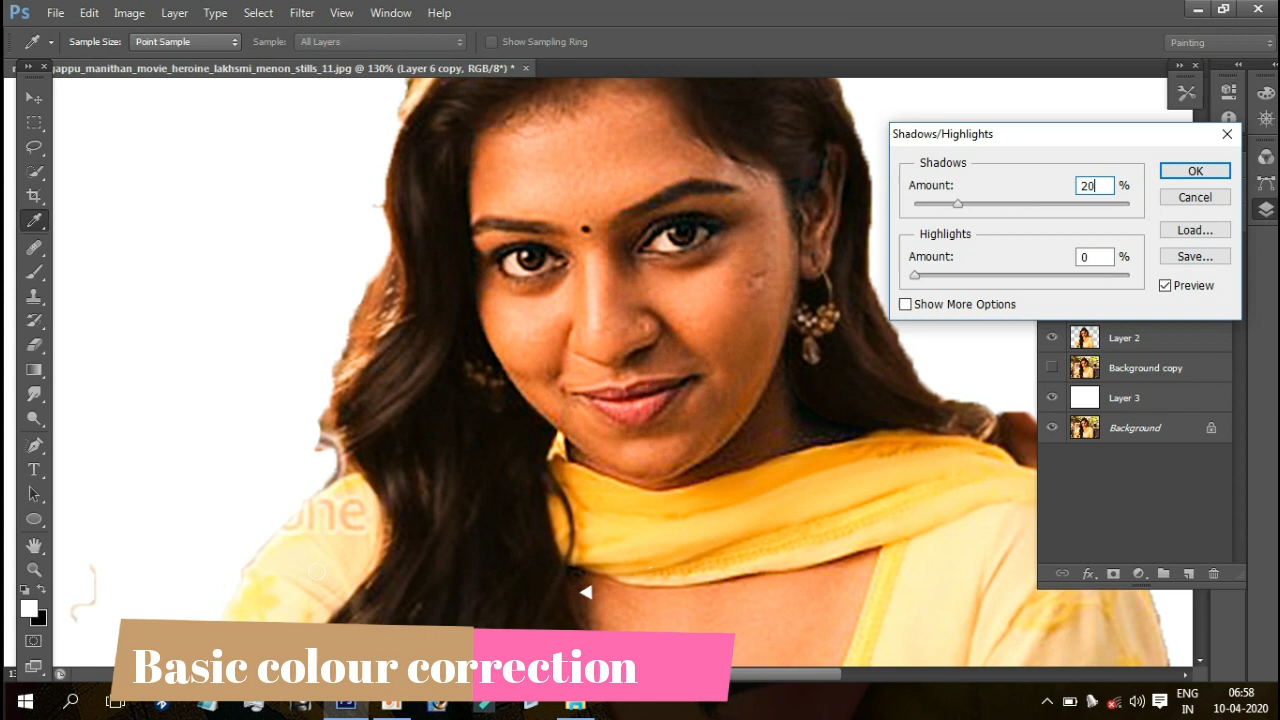 Ps File Edit Image Layer Type Select Filter View Window Help
Sample Size: Point Sample Sample: All Layers Show Sampling Ring Painting
gappu_manithan_movie_heroine_lakhsmi_menon_stills_11.jpg @ 130% (Layer 6 copy, RGB/8*) *
Shadows/Highlights
Shadows
Amount: 20 %
Highlights
Amount: 0 %
Show More Options
OK
Cancel
Load...
Save...
Preview
Layer 2
Background copy
Layer 3
Background
fx
one
Basic colour correction
ENG
IN
06:58
10-04-2020